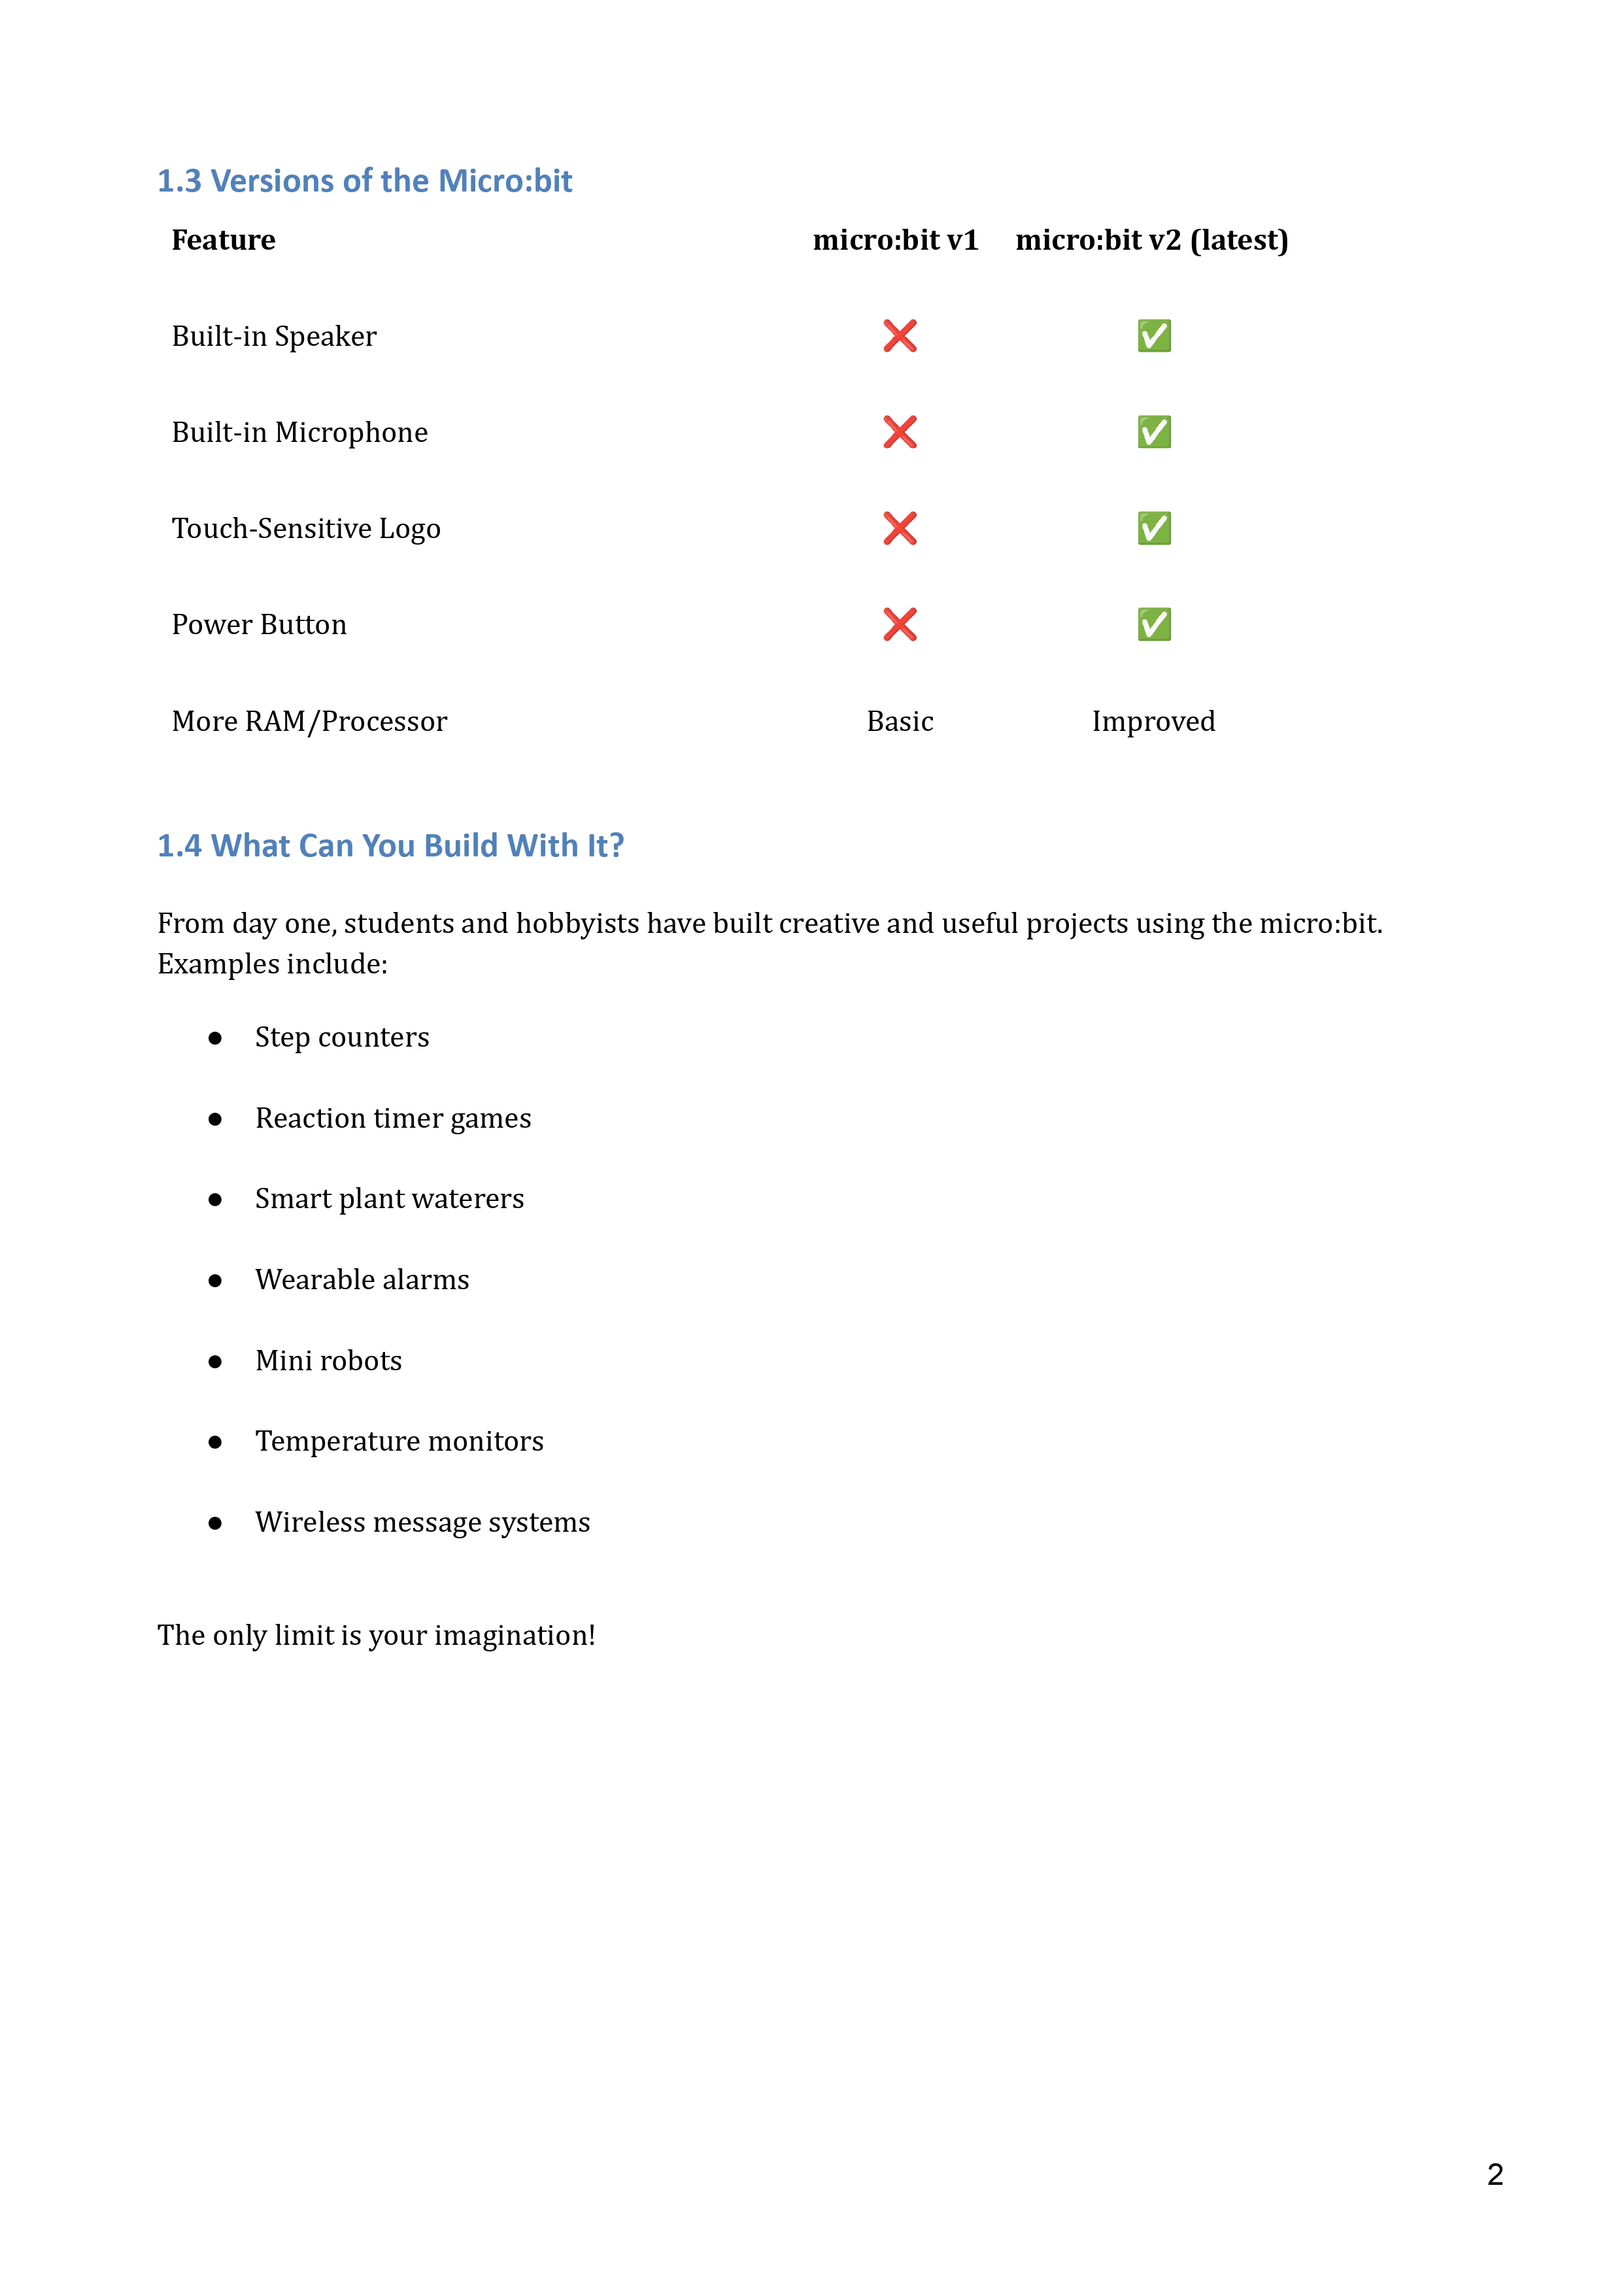 1.3 Versions of the Micro:bit
Feature micro:bit v1 micro:bit v2 (latest)
Built-in Speaker ❌ ✅
Built-in Microphone ❌ ✅
Touch-Sensitive Logo ❌ ✅
Power Button ❌ ✅
More RAM/Processor Basic Improved
1.4 What Can You Build With It?
From day one, students and hobbyists have built creative and useful projects using the micro:bit.
Examples include:
● Step counters
● Reaction timer games
● Smart plant waterers
● Wearable alarms
● Mini robots
● Temperature monitors
● Wireless message systems
The only limit is your imagination!
2